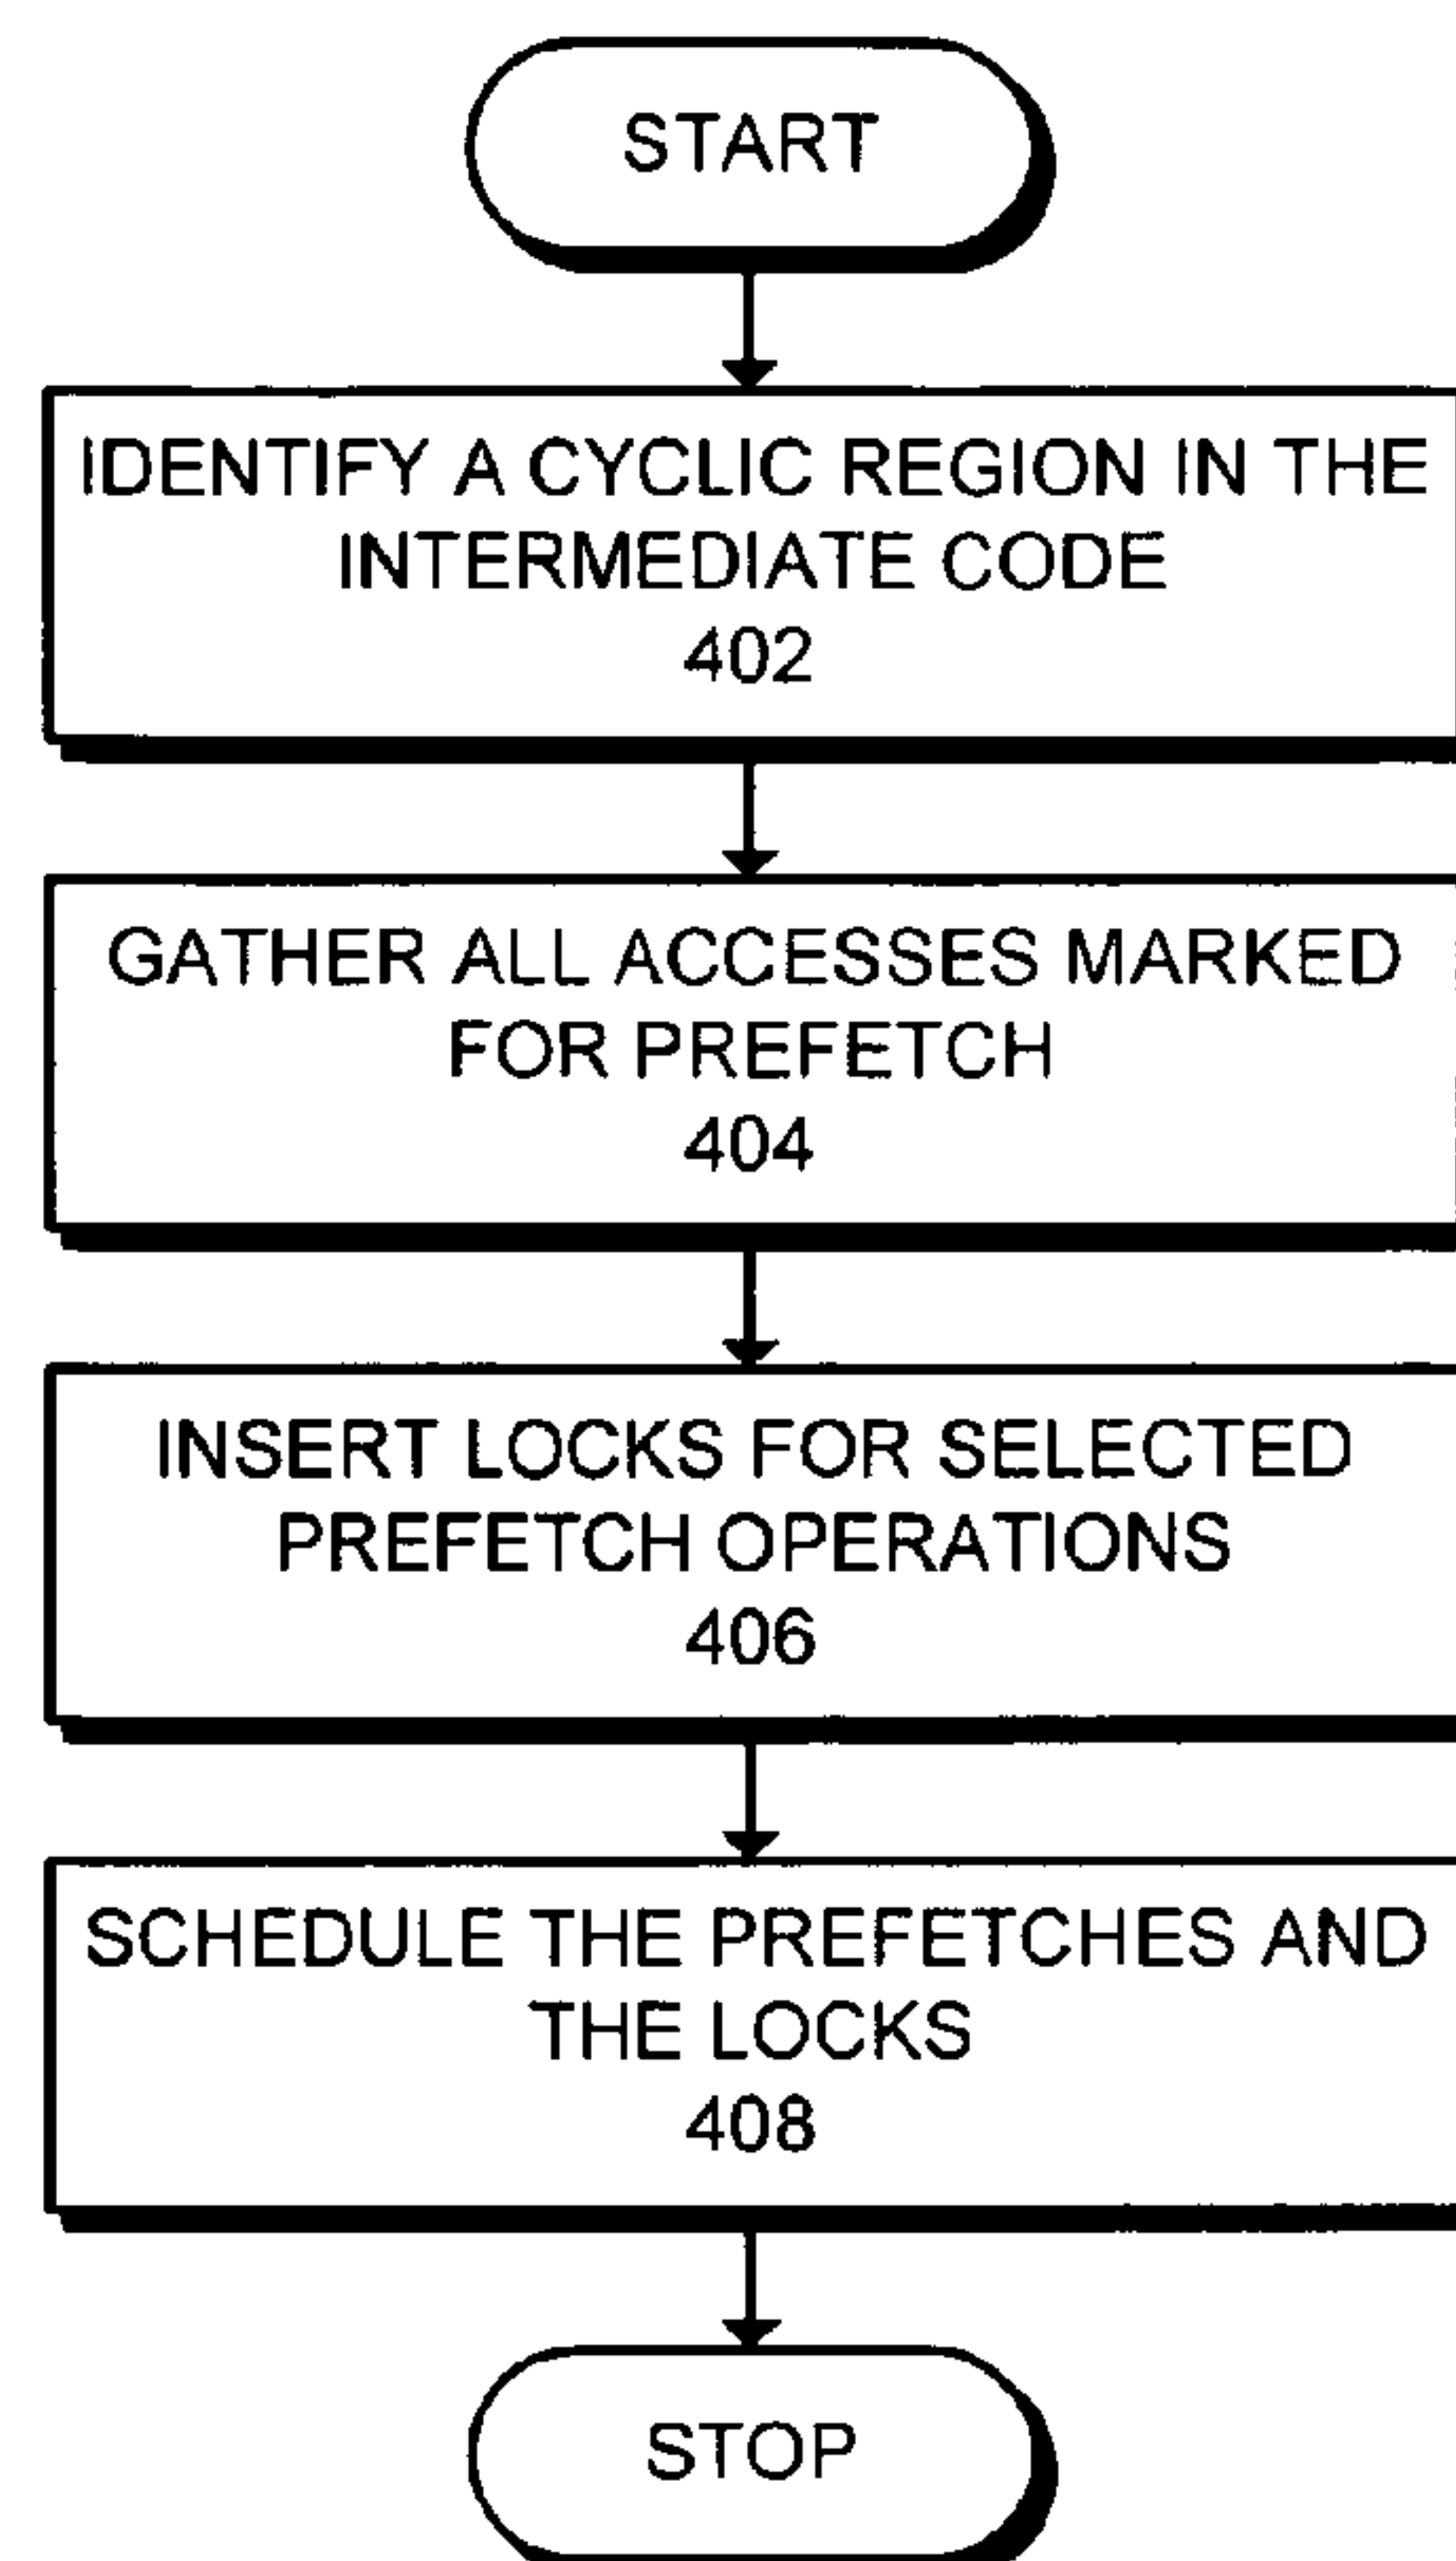 START
IDENTIFY A CYCLIC REGION IN THE
INTERMEDIATE CODE
402
GATHER ALL ACCESSES MARKED
FOR PREFETCH
404
INSERT LOCKS FOR SELECTED
PREFETCH OPERATIONS
406
SCHEDULE THE PREFETCHES AND
THE LOCKS
408
STOP